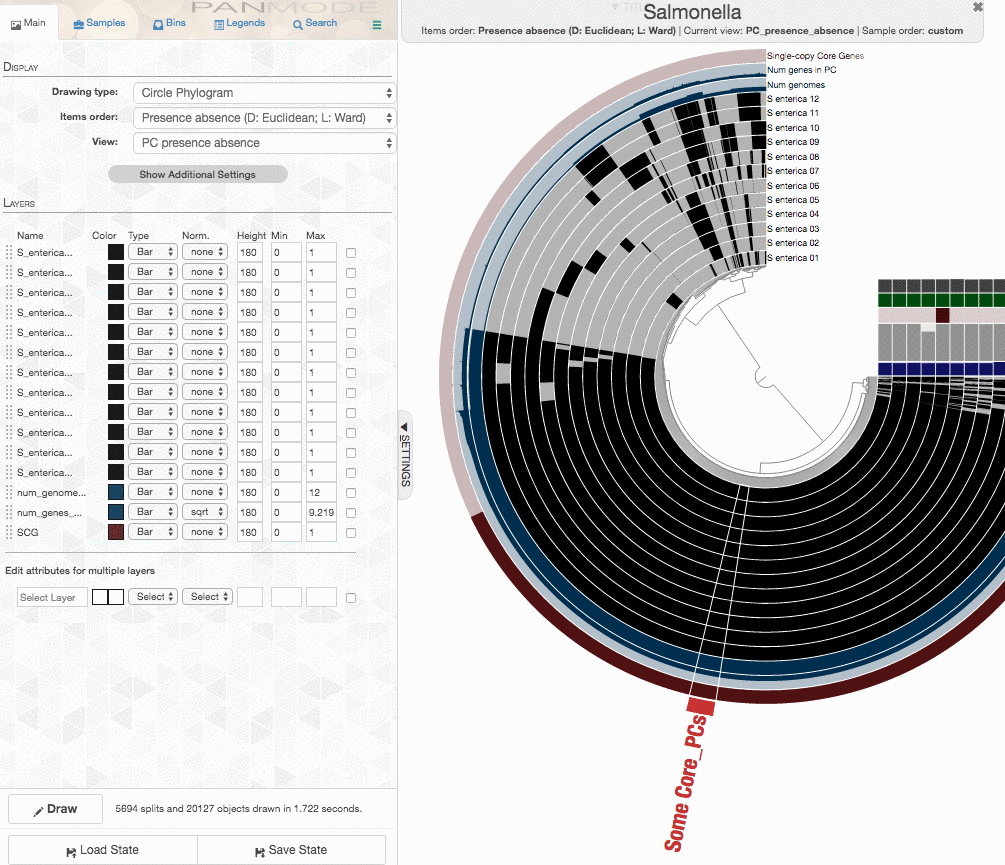 PANMODE
Main
Samples
Bins
Legends
Search
Display
Drawing type:
Circle Phylogram
Items order:
Presence absence (D: Euclidean; L: Ward)
View:
PC presence absence
Show Additional Settings
Layers
Name Color Type Norm. Height Min Max
S_enterica... Bar none 180 0 1
S_enterica... Bar none 180 0 1
S_enterica... Bar none 180 0 1
S_enterica... Bar none 180 0 1
S_enterica... Bar none 180 0 1
S_enterica... Bar none 180 0 1
S_enterica... Bar none 180 0 1
S_enterica... Bar none 180 0 1
S_enterica... Bar none 180 0 1
S_enterica... Bar none 180 0 1
S_enterica... Bar none 180 0 1
S_enterica... Bar none 180 0 1
num_genome... Bar none 180 0 12
num_genes_... Bar sqrt 180 0 9.219
SCG Bar none 180 0 1
Edit attributes for multiple layers
Select Layer Select Select
Draw
5694 splits and 20127 objects drawn in 1.722 seconds.
Load State
Save State
▼ SETTINGS
Salmonella
Items order: Presence absence (D: Euclidean; L: Ward) | Current view: PC_presence_absence | Sample order: custom
Single-copy Core Genes
Num genes in PC
Num genomes
S enterica 12
S enterica 11
S enterica 10
S enterica 09
S enterica 08
S enterica 07
S enterica 06
S enterica 05
S enterica 04
S enterica 03
S enterica 02
S enterica 01
Some Core_PCs